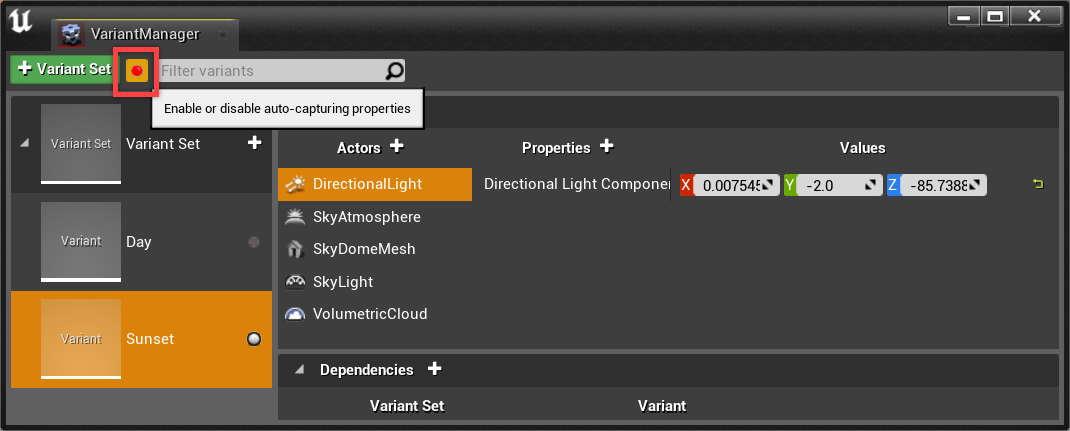 VariantManager
Variant Set
Filter variants
Enable or disable auto-capturing properties
Variant Set
Variant Set
Actors
Properties
Values
DirectionalLight
Directional Light Componer
X
0.007545
Y
-2.0
Z
-85.7388
SkyAtmosphere
Variant
Day
SkyDomeMesh
SkyLight
VolumetricCloud
Variant
Sunset
Dependencies
Variant Set
Variant